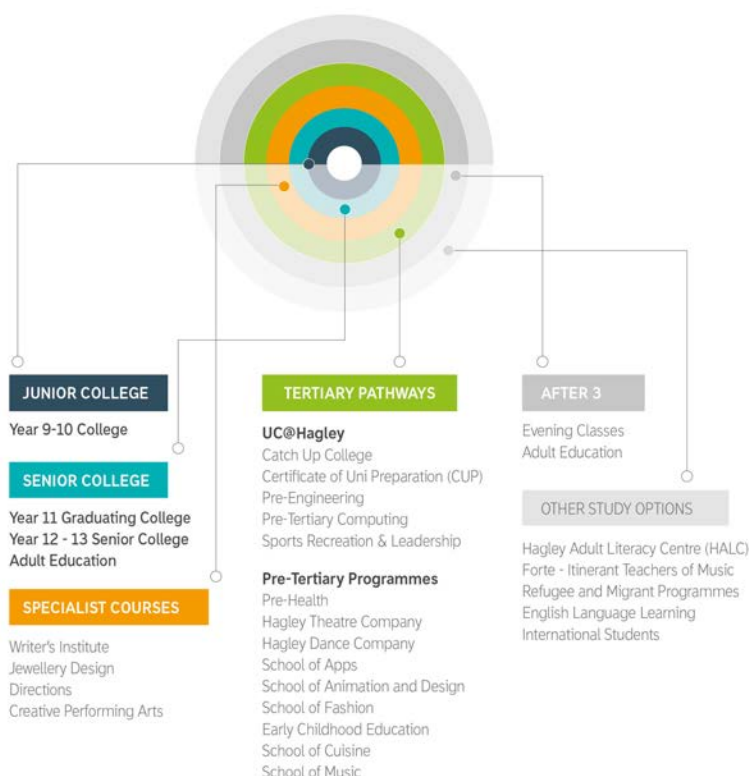 JUNIOR COLLEGE
Year 9-10 College
SENIOR COLLEGE
Year 11 Graduating College
Year 12 - 13 Senior College
Adult Education
SPECIALIST COURSES
Writer's Institute
Jewellery Design
Directions
Creative Performing Arts
TERTIARY PATHWAYS
UC@Hagley
Catch Up College
Certificate of Uni Preparation (CUP)
Pre-Engineering
Pre-Tertiary Computing
Sports Recreation & Leadership
Pre-Tertiary Programmes
Pre-Health
Hagley Theatre Company
Hagley Dance Company
School of Apps
School of Animation and Design
School of Fashion
Early Childhood Education
School of Cuisine
School of Music
AFTER 3
Evening Classes
Adult Education
OTHER STUDY OPTIONS
Hagley Adult Literacy Centre (HALC)
Forte - Itinerant Teachers of Music
Refugee and Migrant Programmes
English Language Learning
International Students